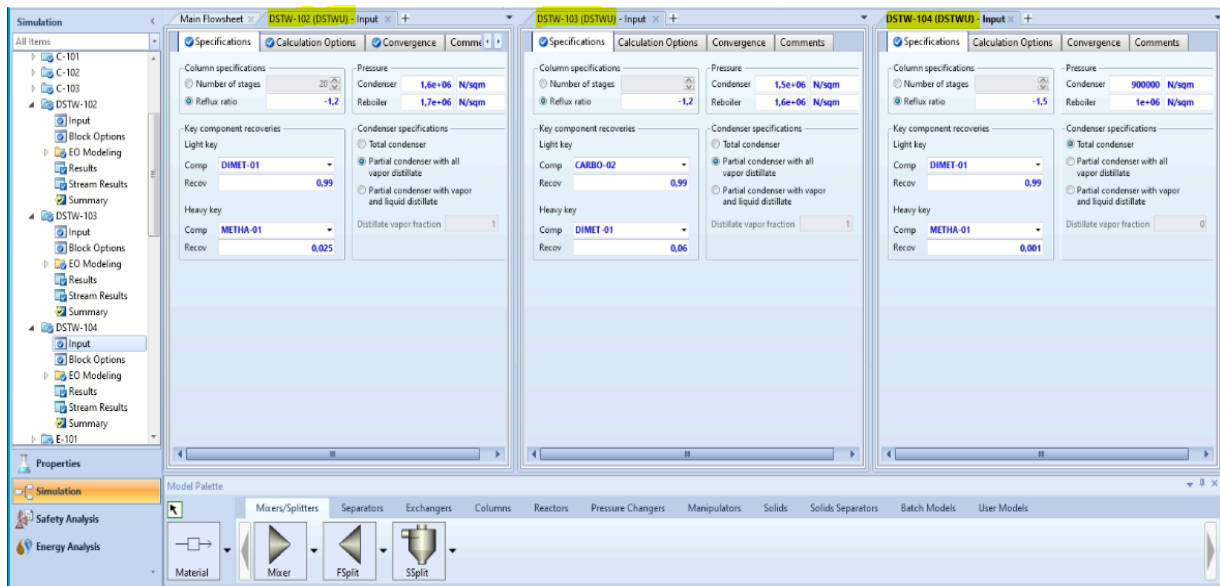 Simulation
All Items
C-101
C-102
C-103
DSTW-102
Input
Block Options
EO Modeling
Results
Stream Results
Summary
DSTW-103
Input
Block Options
EO Modeling
Results
Stream Results
Summary
DSTW-104
Input
Block Options
EO Modeling
Results
Stream Results
Summary
E-101
Properties
Simulation
Safety Analysis
Energy Analysis
Main Flowsheet × DSTW-102 (DSTWU) - Input × +
Specifications Calculation Options Convergence Comme
Column specifications
Number of stages 20
Reflux ratio -1,2
Pressure
Condenser 1,6e+06 N/sqm
Reboiler 1,7e+06 N/sqm
Key component recoveries
Light key
Comp DIMET-01
Recov 0,99
Heavy key
Comp METHA-01
Recov 0,025
Condenser specifications
Total condenser
Partial condenser with all
vapor distillate
Partial condenser with vapor
and liquid distillate
Distillate vapor fraction 1
DSTW-103 (DSTWU) - Input × +
Specifications Calculation Options Convergence Comments
Column specifications
Number of stages
Reflux ratio -1,2
Pressure
Condenser 1,5e+06 N/sqm
Reboiler 1,6e+06 N/sqm
Key component recoveries
Light key
Comp CARBO-02
Recov 0,99
Heavy key
Comp DIMET-01
Recov 0,06
Condenser specifications
Total condenser
Partial condenser with all
vapor distillate
Partial condenser with vapor
and liquid distillate
Distillate vapor fraction 1
DSTW-104 (DSTWU) - Input × +
Specifications Calculation Options Convergence Comments
Column specifications
Number of stages
Reflux ratio -1,5
Pressure
Condenser 900000 N/sqm
Reboiler 1e+06 N/sqm
Key component recoveries
Light key
Comp DIMET-01
Recov 0,99
Heavy key
Comp METHA-01
Recov 0,001
Condenser specifications
Total condenser
Partial condenser with all
vapor distillate
Partial condenser with vapor
and liquid distillate
Distillate vapor fraction 0
Model Palette
Mixers/Splitters Separators Exchangers Columns Reactors Pressure Changers Manipulators Solids Solids Separators Batch Models User Models
Material Mixer FSplit SSplit